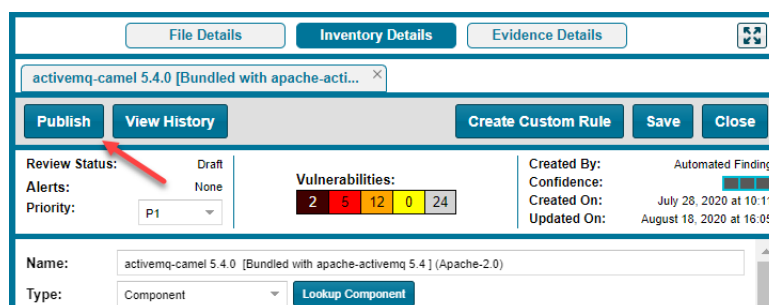 File Details Inventory Details Evidence Details
activemq-camel 5.4.0 [Bundled with apache-acti... ×
Publish View History Create Custom Rule Save Close
Review Status: Draft
Alerts: None
Priority: P1
Vulnerabilities:
2 5 12 0 24
Created By: Automated Finding
Confidence:
Created On: July 28, 2020 at 10:11
Updated On: August 18, 2020 at 16:05
Name: activemq-camel 5.4.0 [Bundled with apache-activemq 5.4 ] (Apache-2.0)
Type: Component Lookup Component